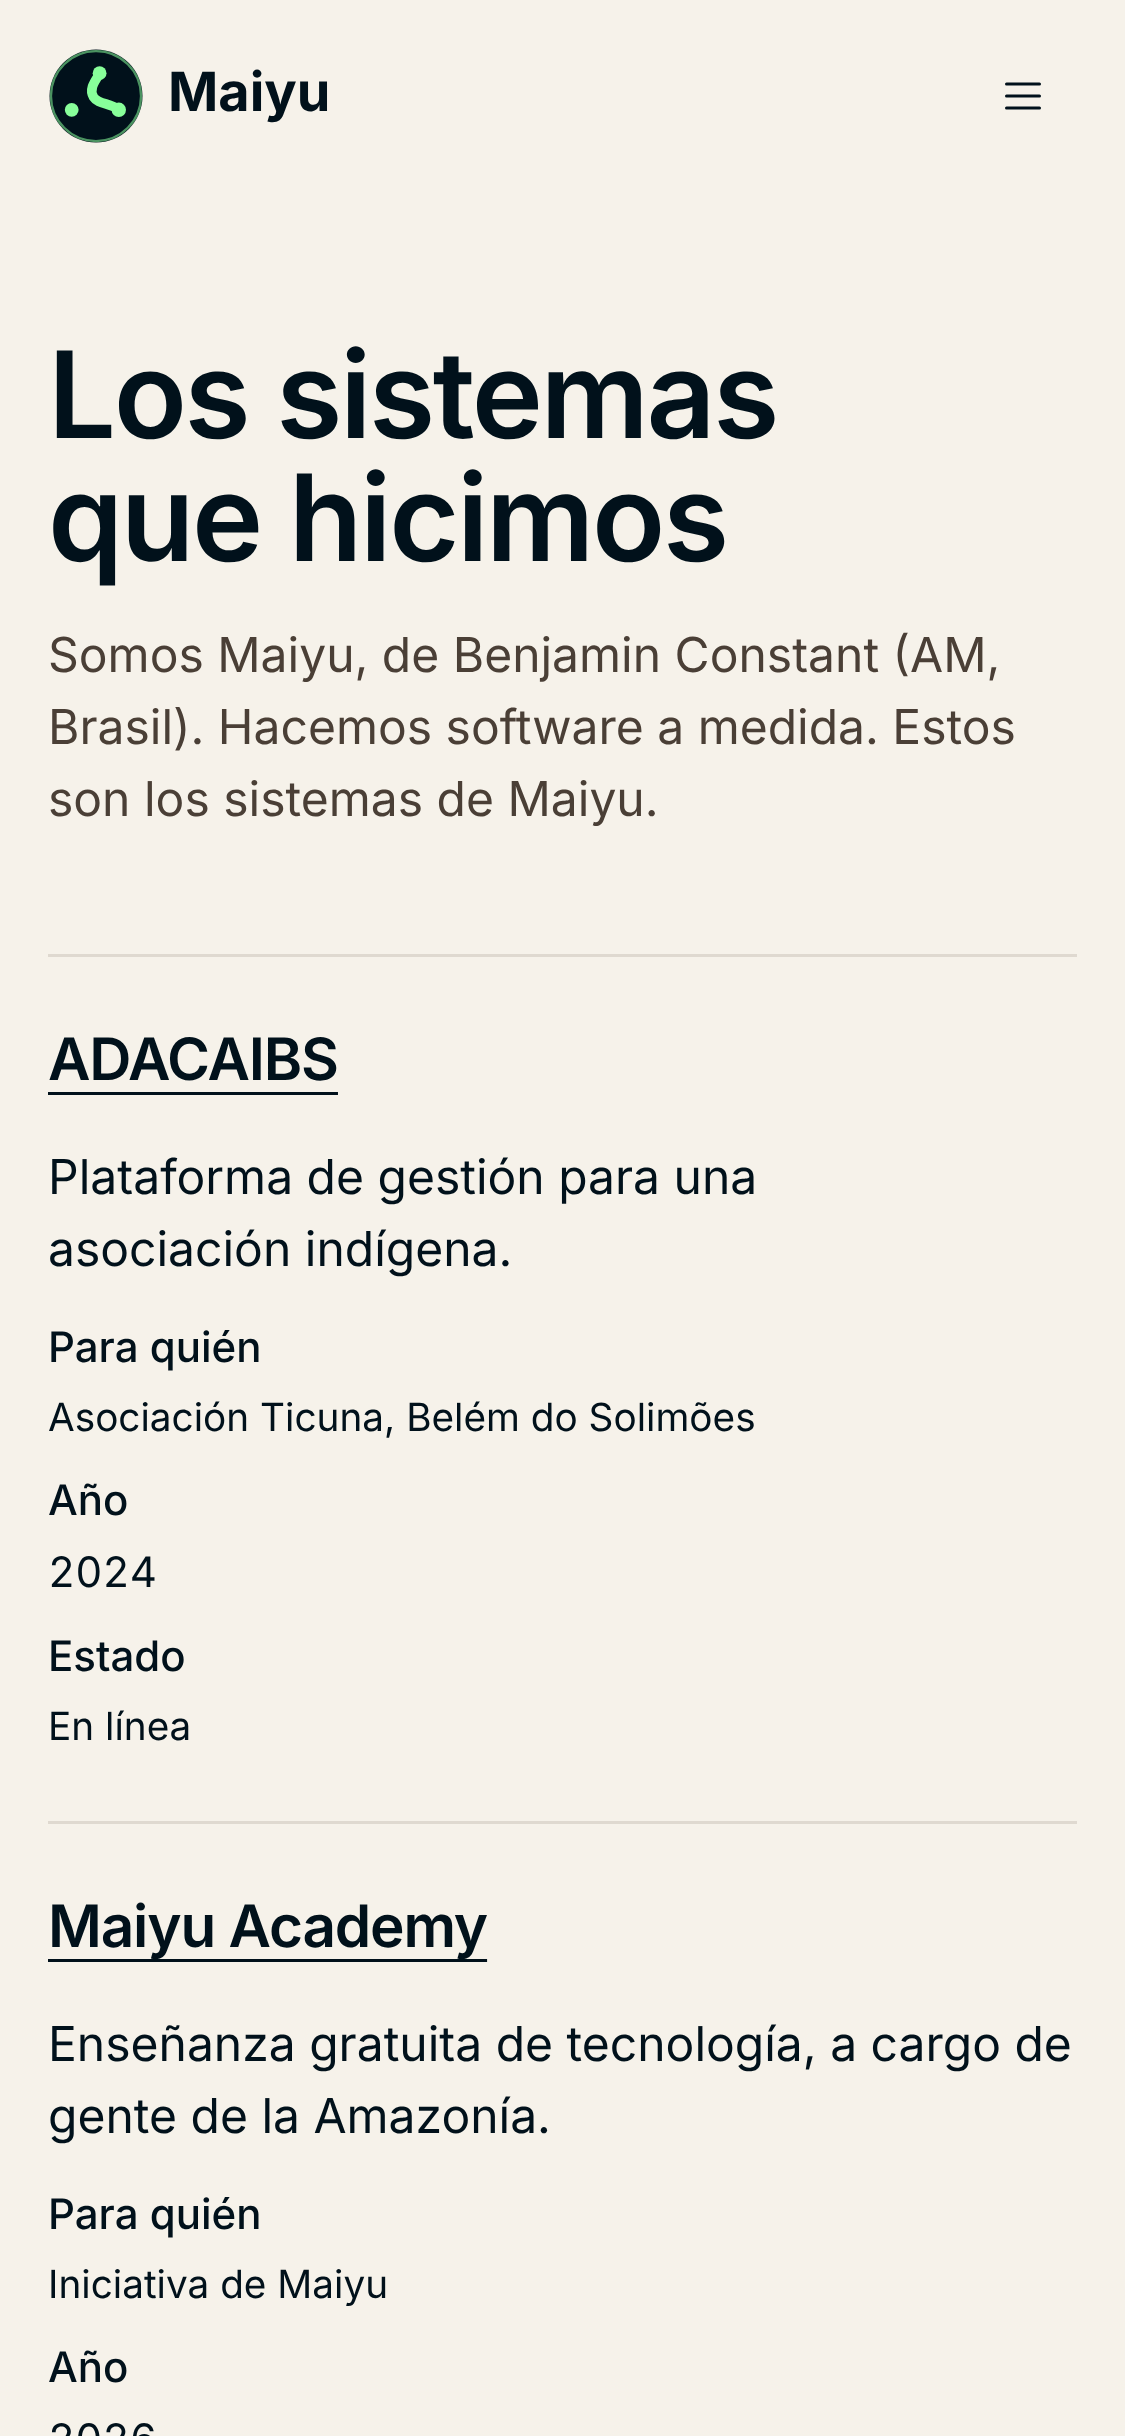 Maiyu
Los sistemas
que hicimos
Somos Maiyu, de Benjamin Constant (AM,
Brasil). Hacemos software a medida. Estos
son los sistemas de Maiyu.
ADACAIBS
Plataforma de gestión para una
asociación indígena.
Para quién
Asociación Ticuna, Belém do Solimões
Año
2024
Estado
En línea
Maiyu Academy
Enseñanza gratuita de tecnología, a cargo de
gente de la Amazonía.
Para quién
Iniciativa de Maiyu
Año